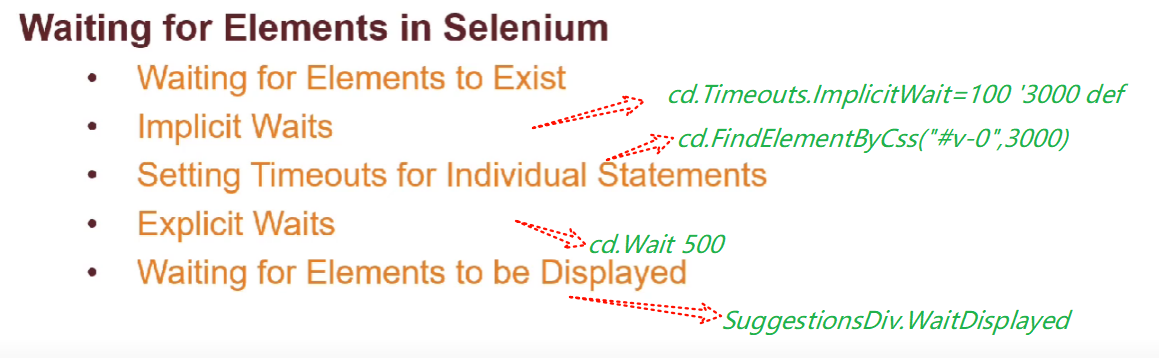 Waiting for Elements in Selenium
• Waiting for Elements to Exist
cd.Timeouts.ImplicitWait=100 '3000 def
• Implicit Waits
cd.FindElementByCss("#v-0",3000)
• Setting Timeouts for Individual Statements
• Explicit Waits
cd.Wait 500
• Waiting for Elements to be Displayed
SuggestionsDiv.WaitDisplayed